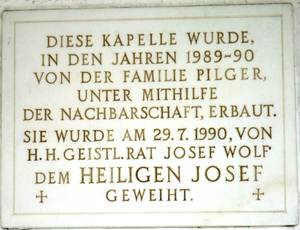 DIESE KAPELLE WURDE,
IN DEN JAHREN 1989-90
VON DER FAMILIE PILGER,
UNTER MITHILFE
DER NACHBARSCHAFT, ERBAUT.
SIE WURDE AM 29.7.1990, VON
H.H. GEISTL. RAT JOSEF WOLF
DEM HEILIGEN JOSEF
GEWEIHT.